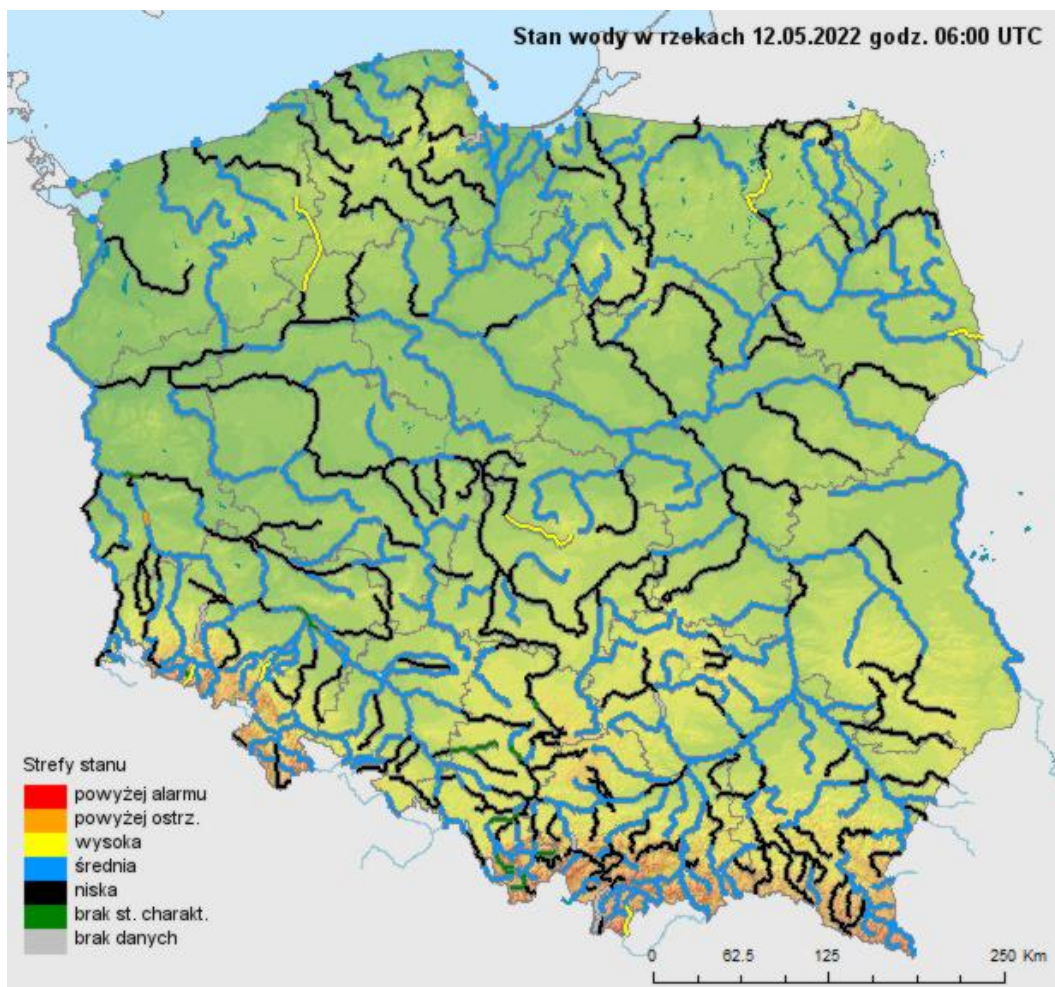 Stan wody w rzekach 12.05.2022 godz. 06:00 UTC
Strefy stanu
powyżej alarmu
powyżej ostrz.
wysoka
średnia
niska
brak st. charakt.
brak danych
0 62.5 125 250 Km